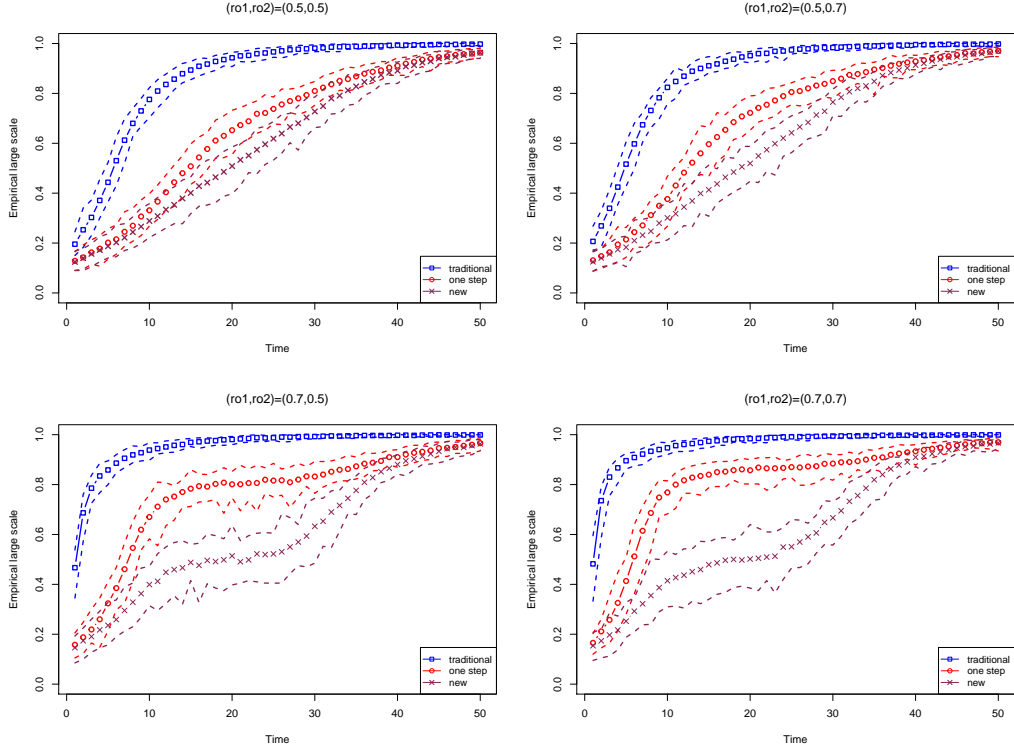 (ro1,ro2)=(0.5,0.5)
Empirical large scale
1.0
0.8
0.6
0.4
0.2
0.0
traditional
one step
new
0 10 20 30 40 50
Time
(ro1,ro2)=(0.5,0.7)
Empirical large scale
1.0
0.8
0.6
0.4
0.2
0.0
traditional
one step
new
0 10 20 30 40 50
Time
(ro1,ro2)=(0.7,0.5)
Empirical large scale
1.0
0.8
0.6
0.4
0.2
0.0
traditional
one step
new
0 10 20 30 40 50
Time
(ro1,ro2)=(0.7,0.7)
Empirical large scale
1.0
0.8
0.6
0.4
0.2
0.0
traditional
one step
new
0 10 20 30 40 50
Time